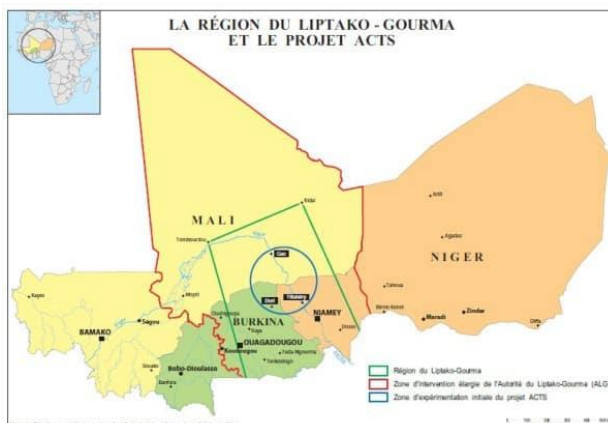 LA RÉGION DU LIPTAKO - GOURMA
ET LE PROJET ACTS
Kidal
MALI
Tombouctou
Arlit
Agadez
NIGER
Gao
Kayes
Mopti
Tahoua
Dori
Tillabéry
Ségou
BAMAKO
Ouahigouya
BURKINA
NIAMEY
Birnin Konni
Maradi
Zinder
Diffa
Kaya
Dosso
OUAGADOUGOU
Koudougou
Fada Ngourma
Tenkodogo
Sikasso
Bobo-Dioulasso
Banfora
Région du Liptako-Gourma
Zone d'Intervention élargie de l'Autorité du Liptako-Gourma (ALG
Zone d'expérimentation initiale du projet ACTS